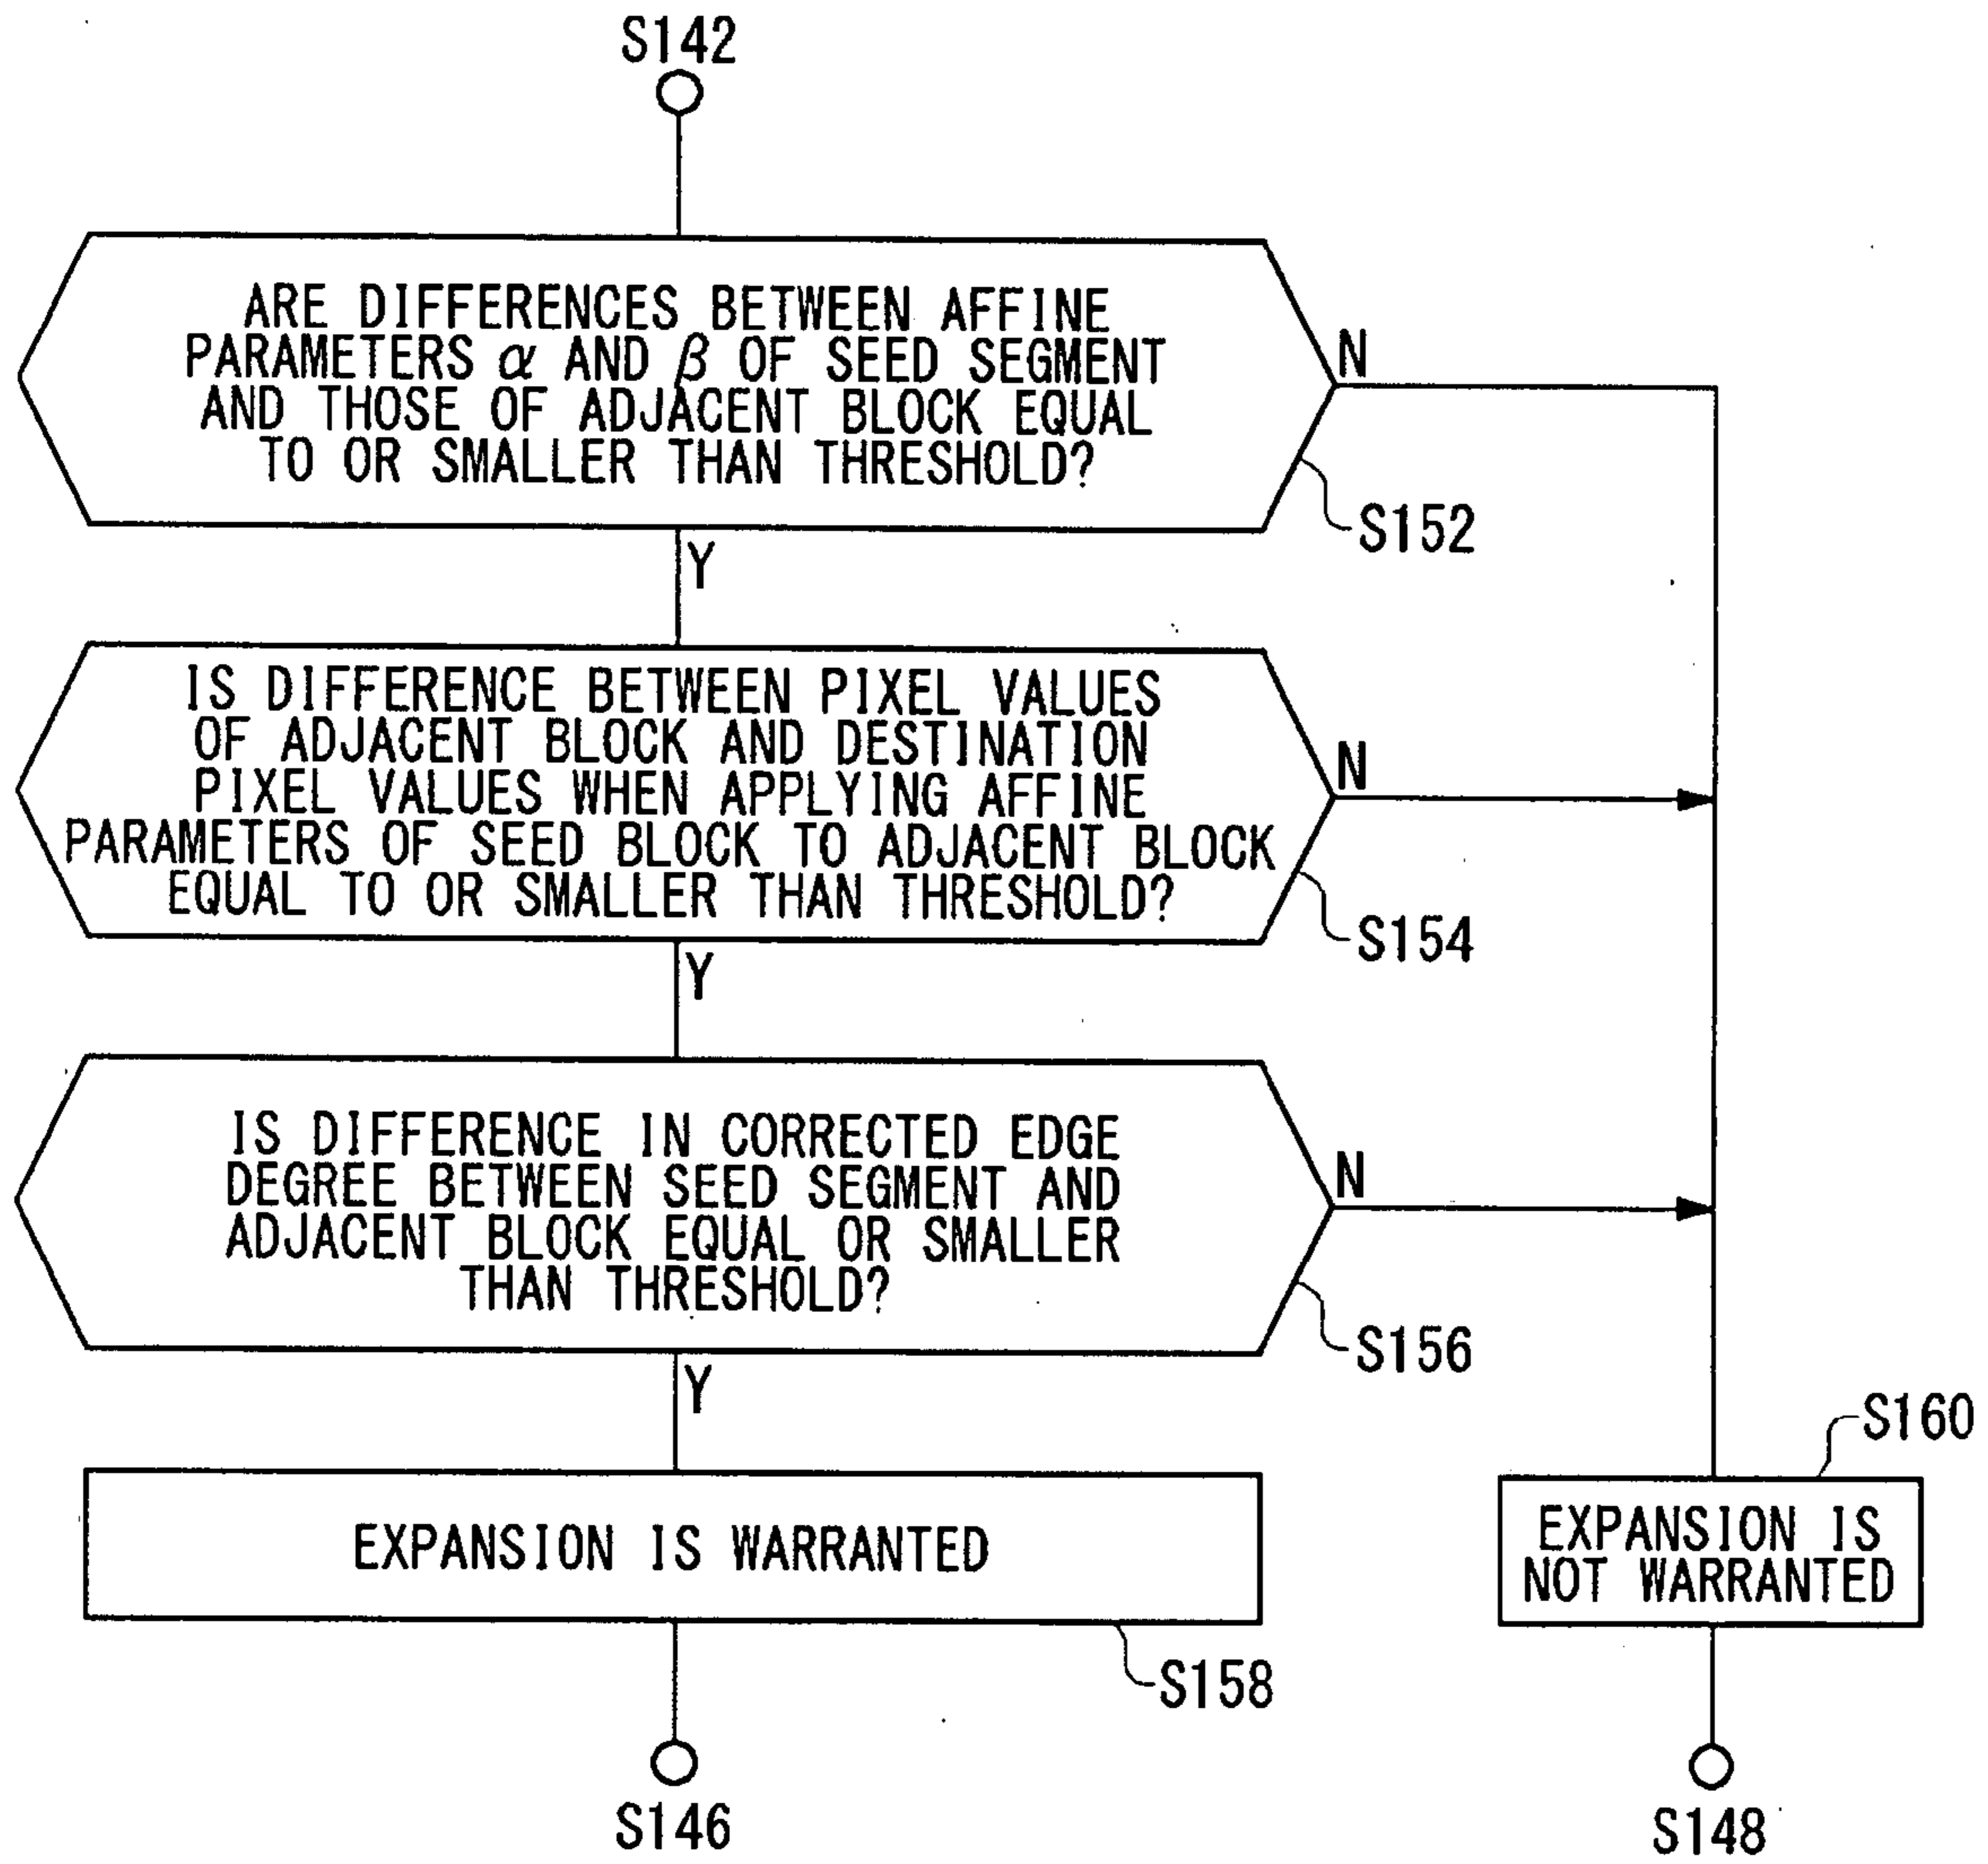 S142
ARE DIFFERENCES BETWEEN AFFINE
PARAMETERS α AND β OF SEED SEGMENT
AND THOSE OF ADJACENT BLOCK EQUAL
TO OR SMALLER THAN THRESHOLD?
N
S152
Y
IS DIFFERENCE BETWEEN PIXEL VALUES
OF ADJACENT BLOCK AND DESTINATION
PIXEL VALUES WHEN APPLYING AFFINE
PARAMETERS OF SEED BLOCK TO ADJACENT BLOCK
EQUAL TO OR SMALLER THAN THRESHOLD?
N
S154
Y
IS DIFFERENCE IN CORRECTED EDGE
DEGREE BETWEEN SEED SEGMENT AND
ADJACENT BLOCK EQUAL OR SMALLER
THAN THRESHOLD?
N
S156
Y
S160
EXPANSION IS WARRANTED
EXPANSION IS
NOT WARRANTED
S158
S146
S148